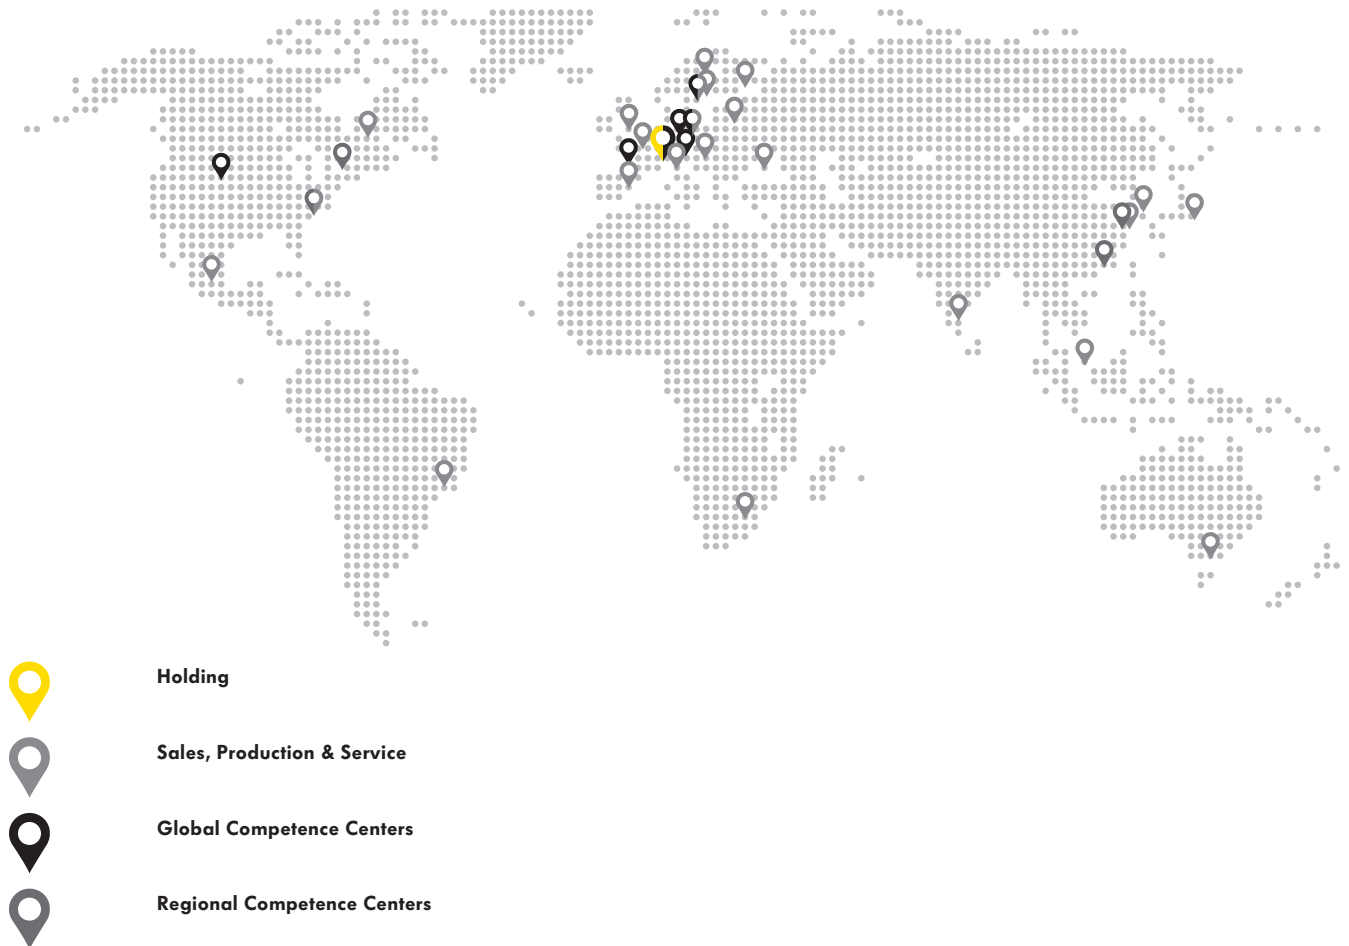 Holding
Sales, Production & Service
Global Competence Centers
Regional Competence Centers